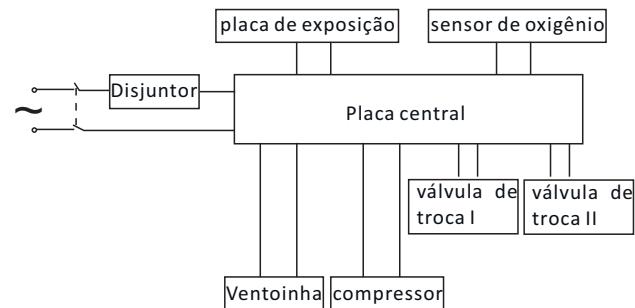 placa de exposição
sensor de oxigênio
Disjuntor
~
Placa central
válvula de
troca I
válvula de
troca II
Ventoinha
compressor